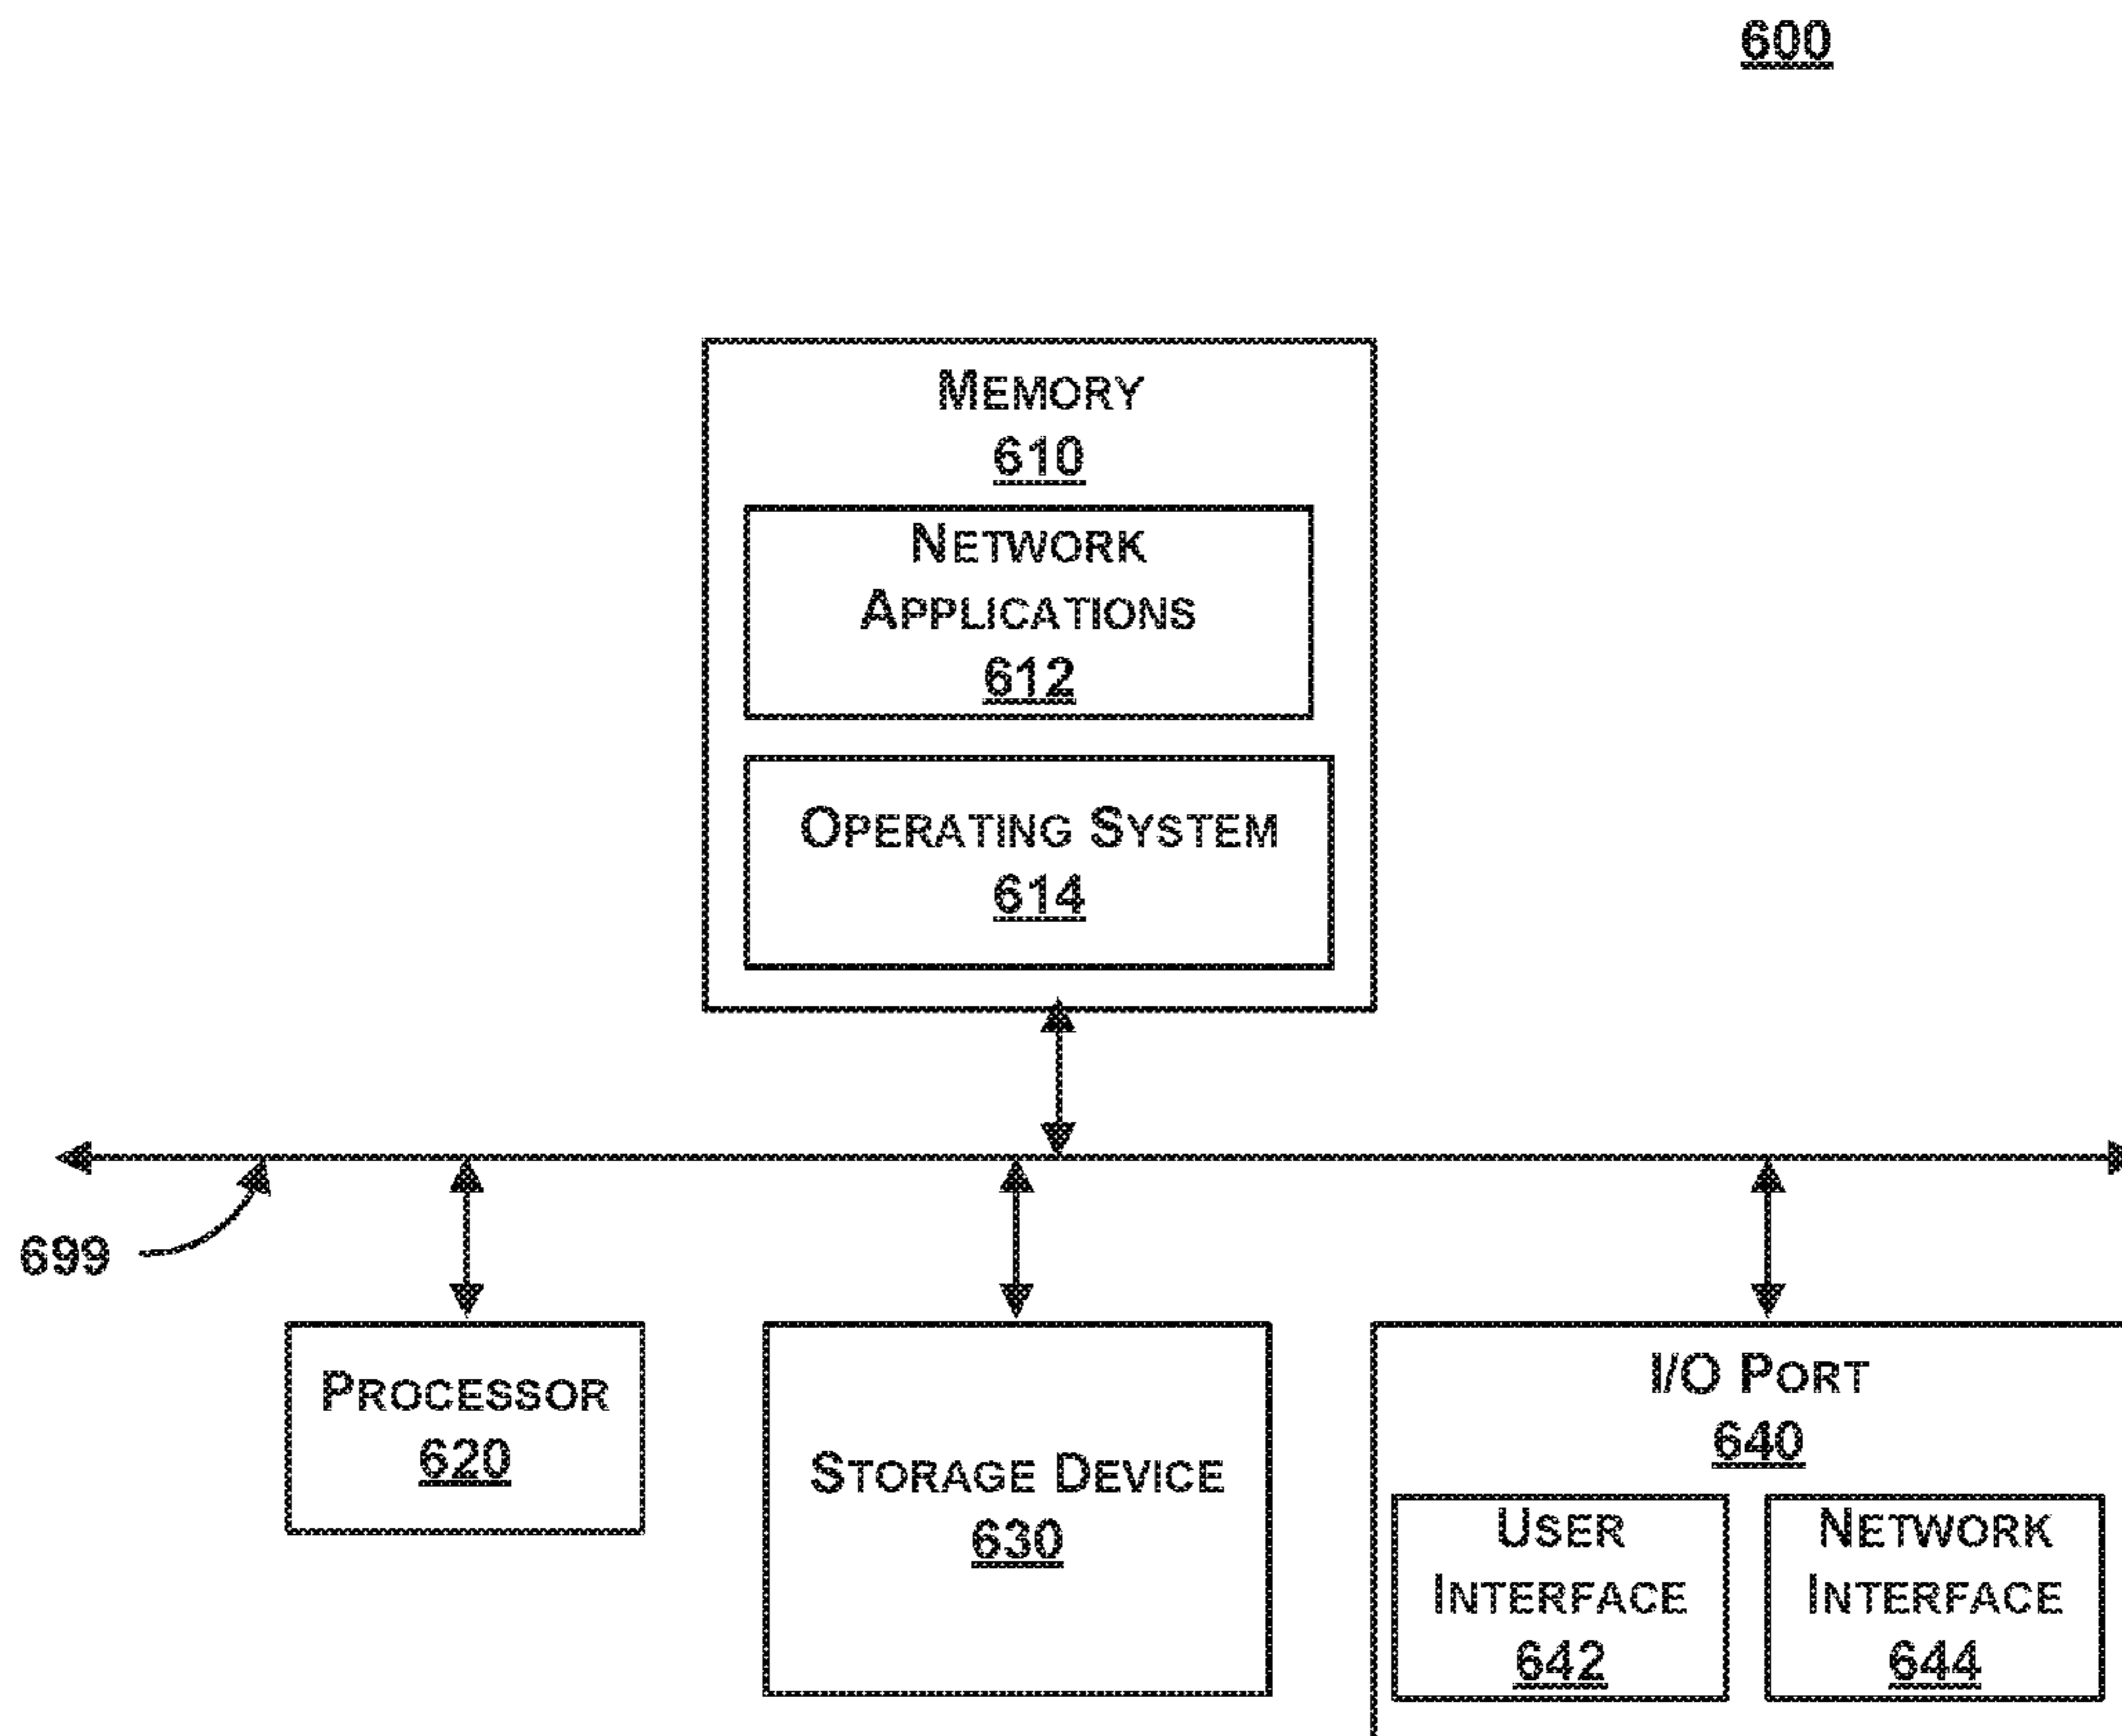 600
MEMORY
610
NETWORK
APPLICATIONS
612
OPERATING SYSTEM
614
699
PROCESSOR
620
STORAGE DEVICE
630
I/O PORT
640
USER
INTERFACE
642
NETWORK
INTERFACE
644